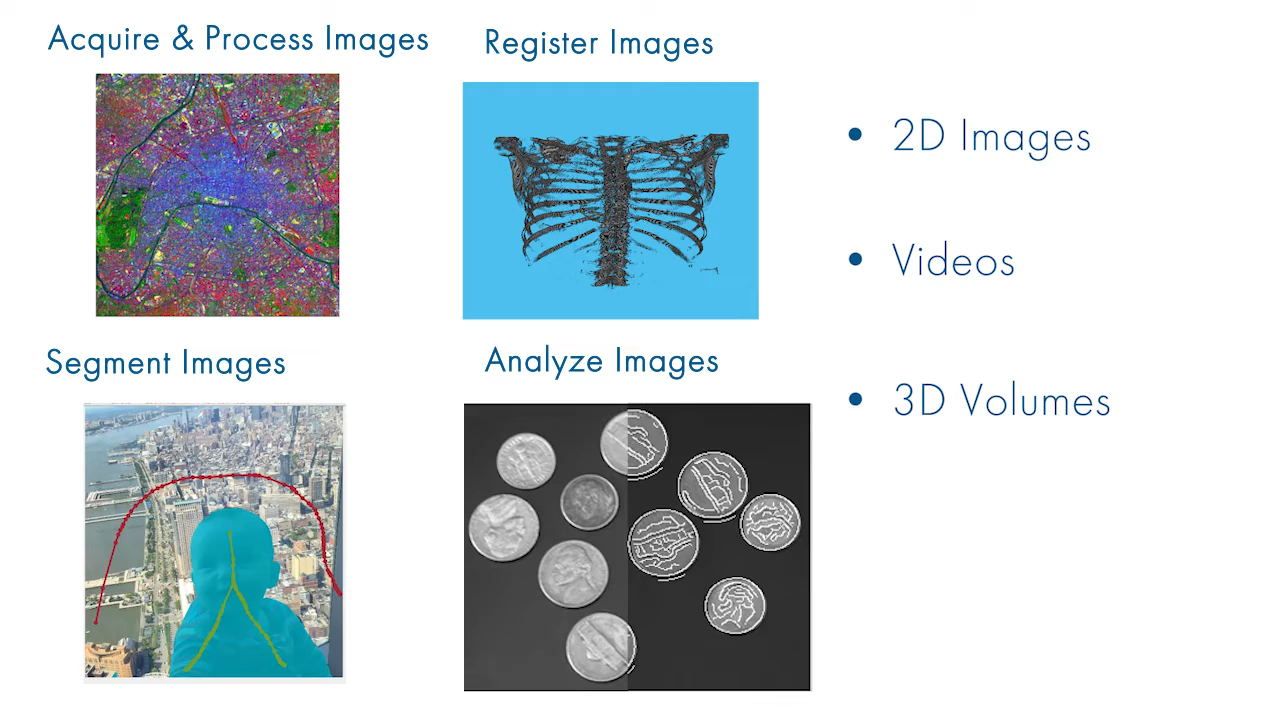 Acquire & Process Images
Register Images
Segment Images
Analyze Images
• 2D Images
• Videos
• 3D Volumes